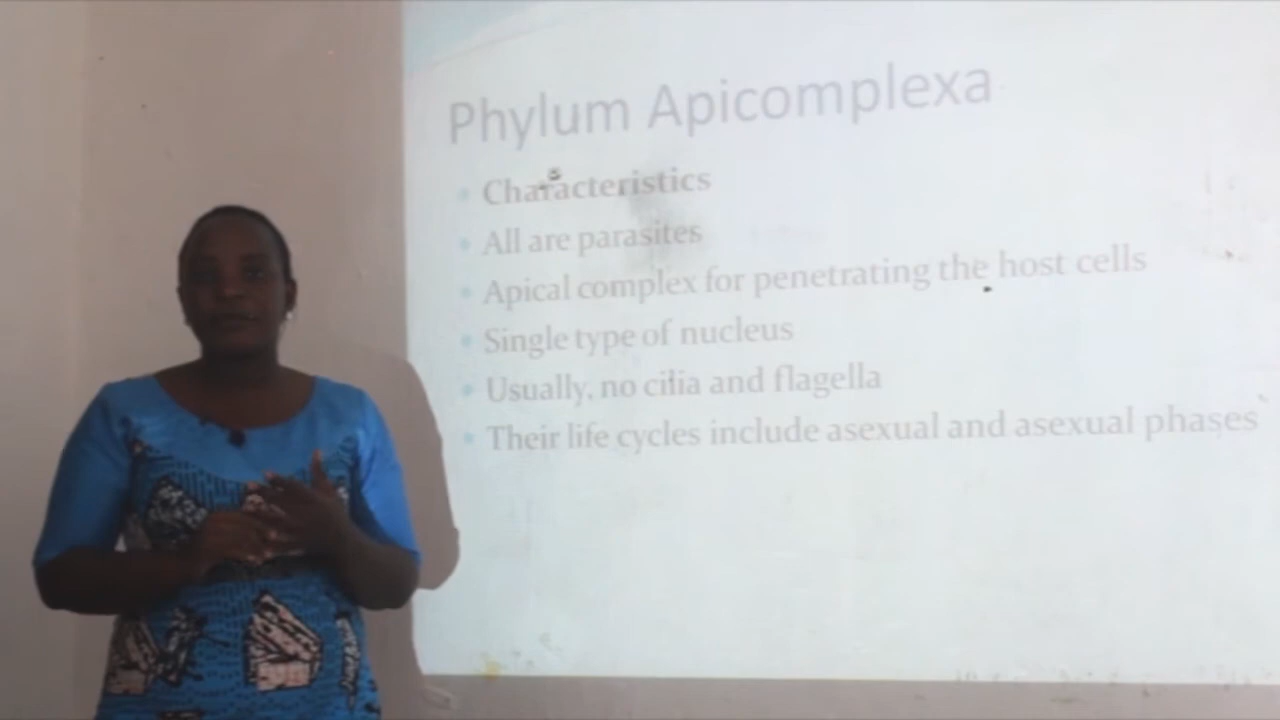 Phylum Apicomplexa
Characteristics
All are parasites
Apical complex for penetrating the host cells
Single type of nucleus
Usually, no cilia and flagella
Their life cycles include asexual and asexual phases